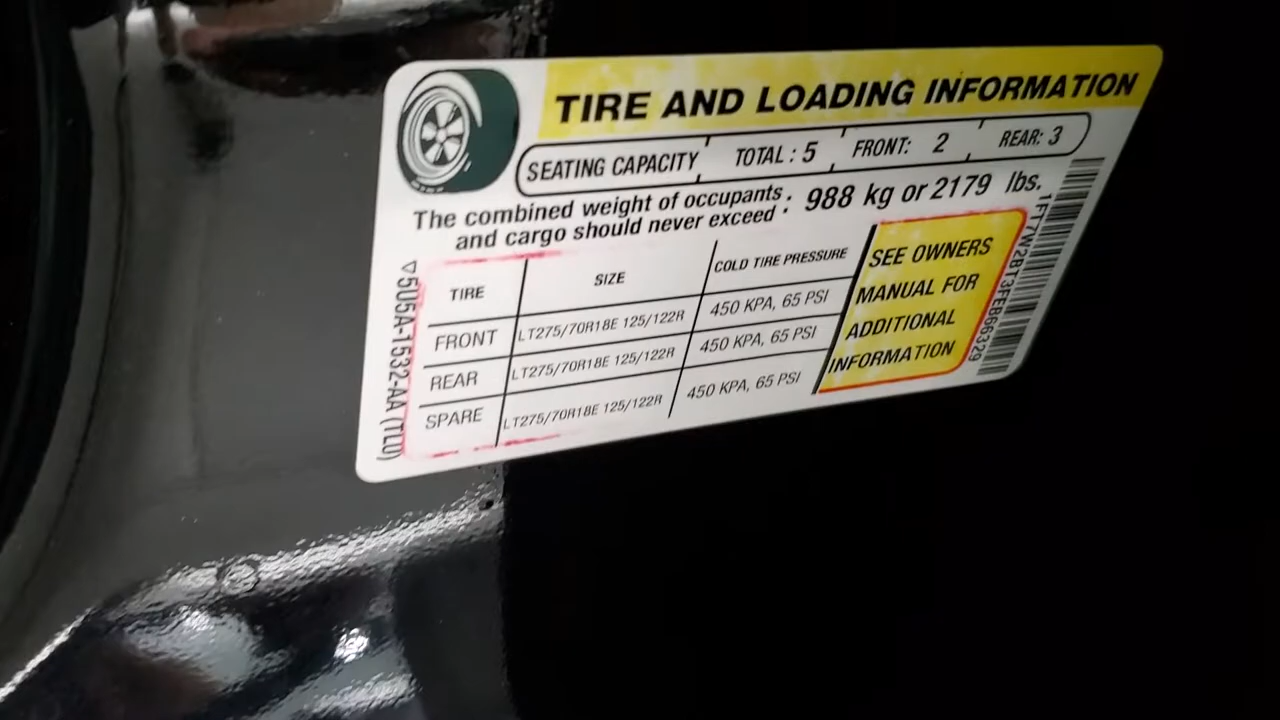 TIRE AND LOADING INFORMATION
SEATING CAPACITY TOTAL : 5 FRONT: 2 REAR: 3
The combined weight of occupants : 988 kg or 2179 lbs.
and cargo should never exceed :
TIRE SIZE COLD TIRE PRESSURE
FRONT LT275/70R18E 125/122R 450 KPA, 65 PSI
REAR LT275/70R18E 125/122R 450 KPA, 65 PSI
SPARE LT275/70R18E 125/122R 450 KPA, 65 PSI
SEE OWNERS
MANUAL FOR
ADDITIONAL
INFORMATION
5U5A-1532-AA (TLU)
1FT7W2BT3FEB66329